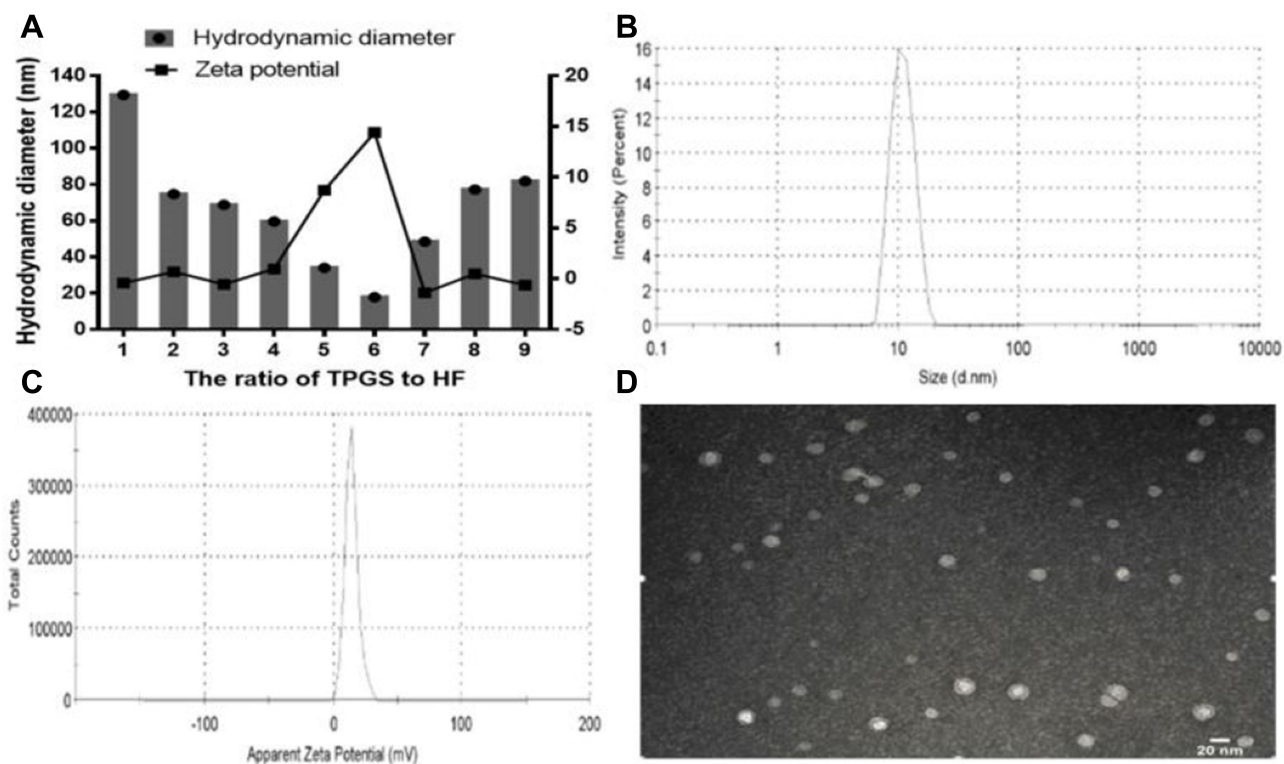 A
Hydrodynamic diameter
Zeta potential
Hydrodynamic diameter (nm)
140
120
100
80
60
40
20
0
20
15
10
5
0
-5
1 2 3 4 5 6 7 8 9
The ratio of TPGS to HF
B
Intensity (Percent)
16
14
12
10
8
6
4
2
0
0.1 1 10 100 1000 10000
Size (d.nm)
C
Total Counts
400000
300000
200000
100000
0
-100 0 100 200
Apparent Zeta Potential (mV)
D
20 nm